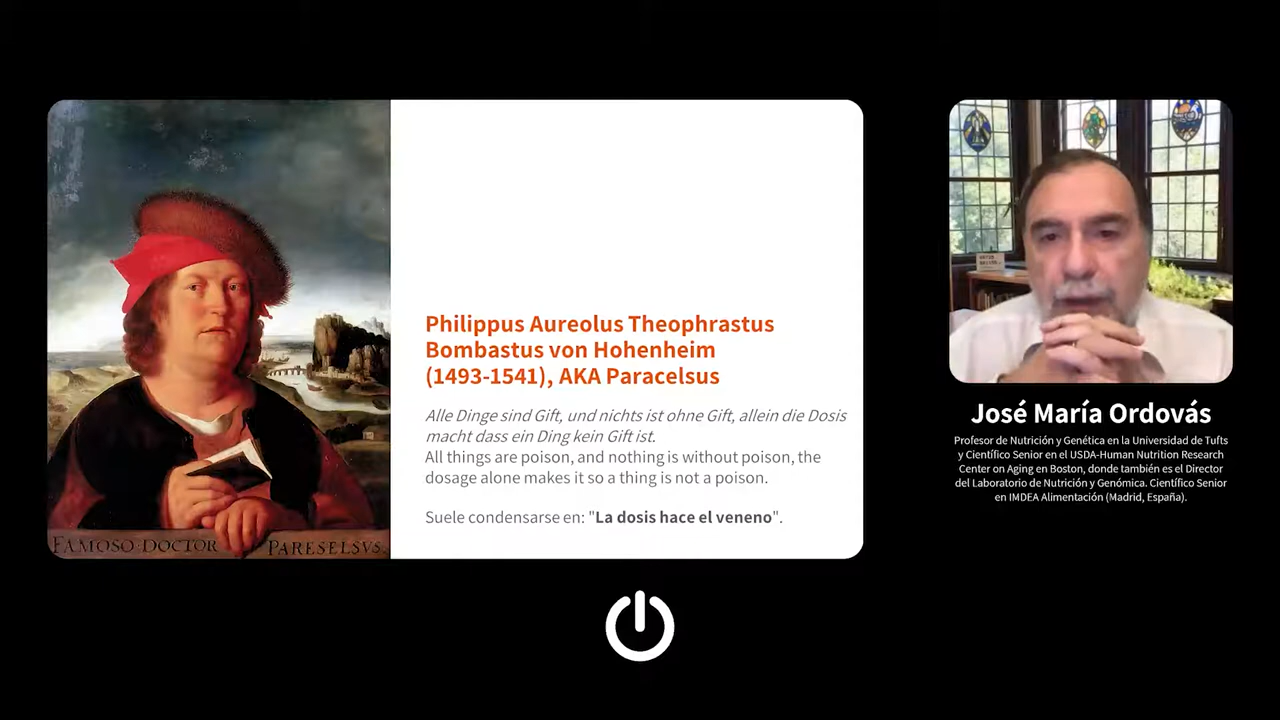 FAMOSO DOCTOR PARESELSVS.
Philippus Aureolus Theophrastus
Bombastus von Hohenheim
(1493-1541), AKA Paracelsus
Alle Dinge sind Gift, und nichts ist ohne Gift, allein die Dosis
macht dass ein Ding kein Gift ist.
All things are poison, and nothing is without poison, the
dosage alone makes it so a thing is not a poison.
Suele condensarse en: "La dosis hace el veneno".
José María Ordovás
Profesor de Nutrición y Genética en la Universidad de Tufts
y Científico Senior en el USDA-Human Nutrition Research
Center on Aging en Boston, donde también es el Director
del Laboratorio de Nutrición y Genómica. Científico Senior
en IMDEA Alimentación (Madrid, España).